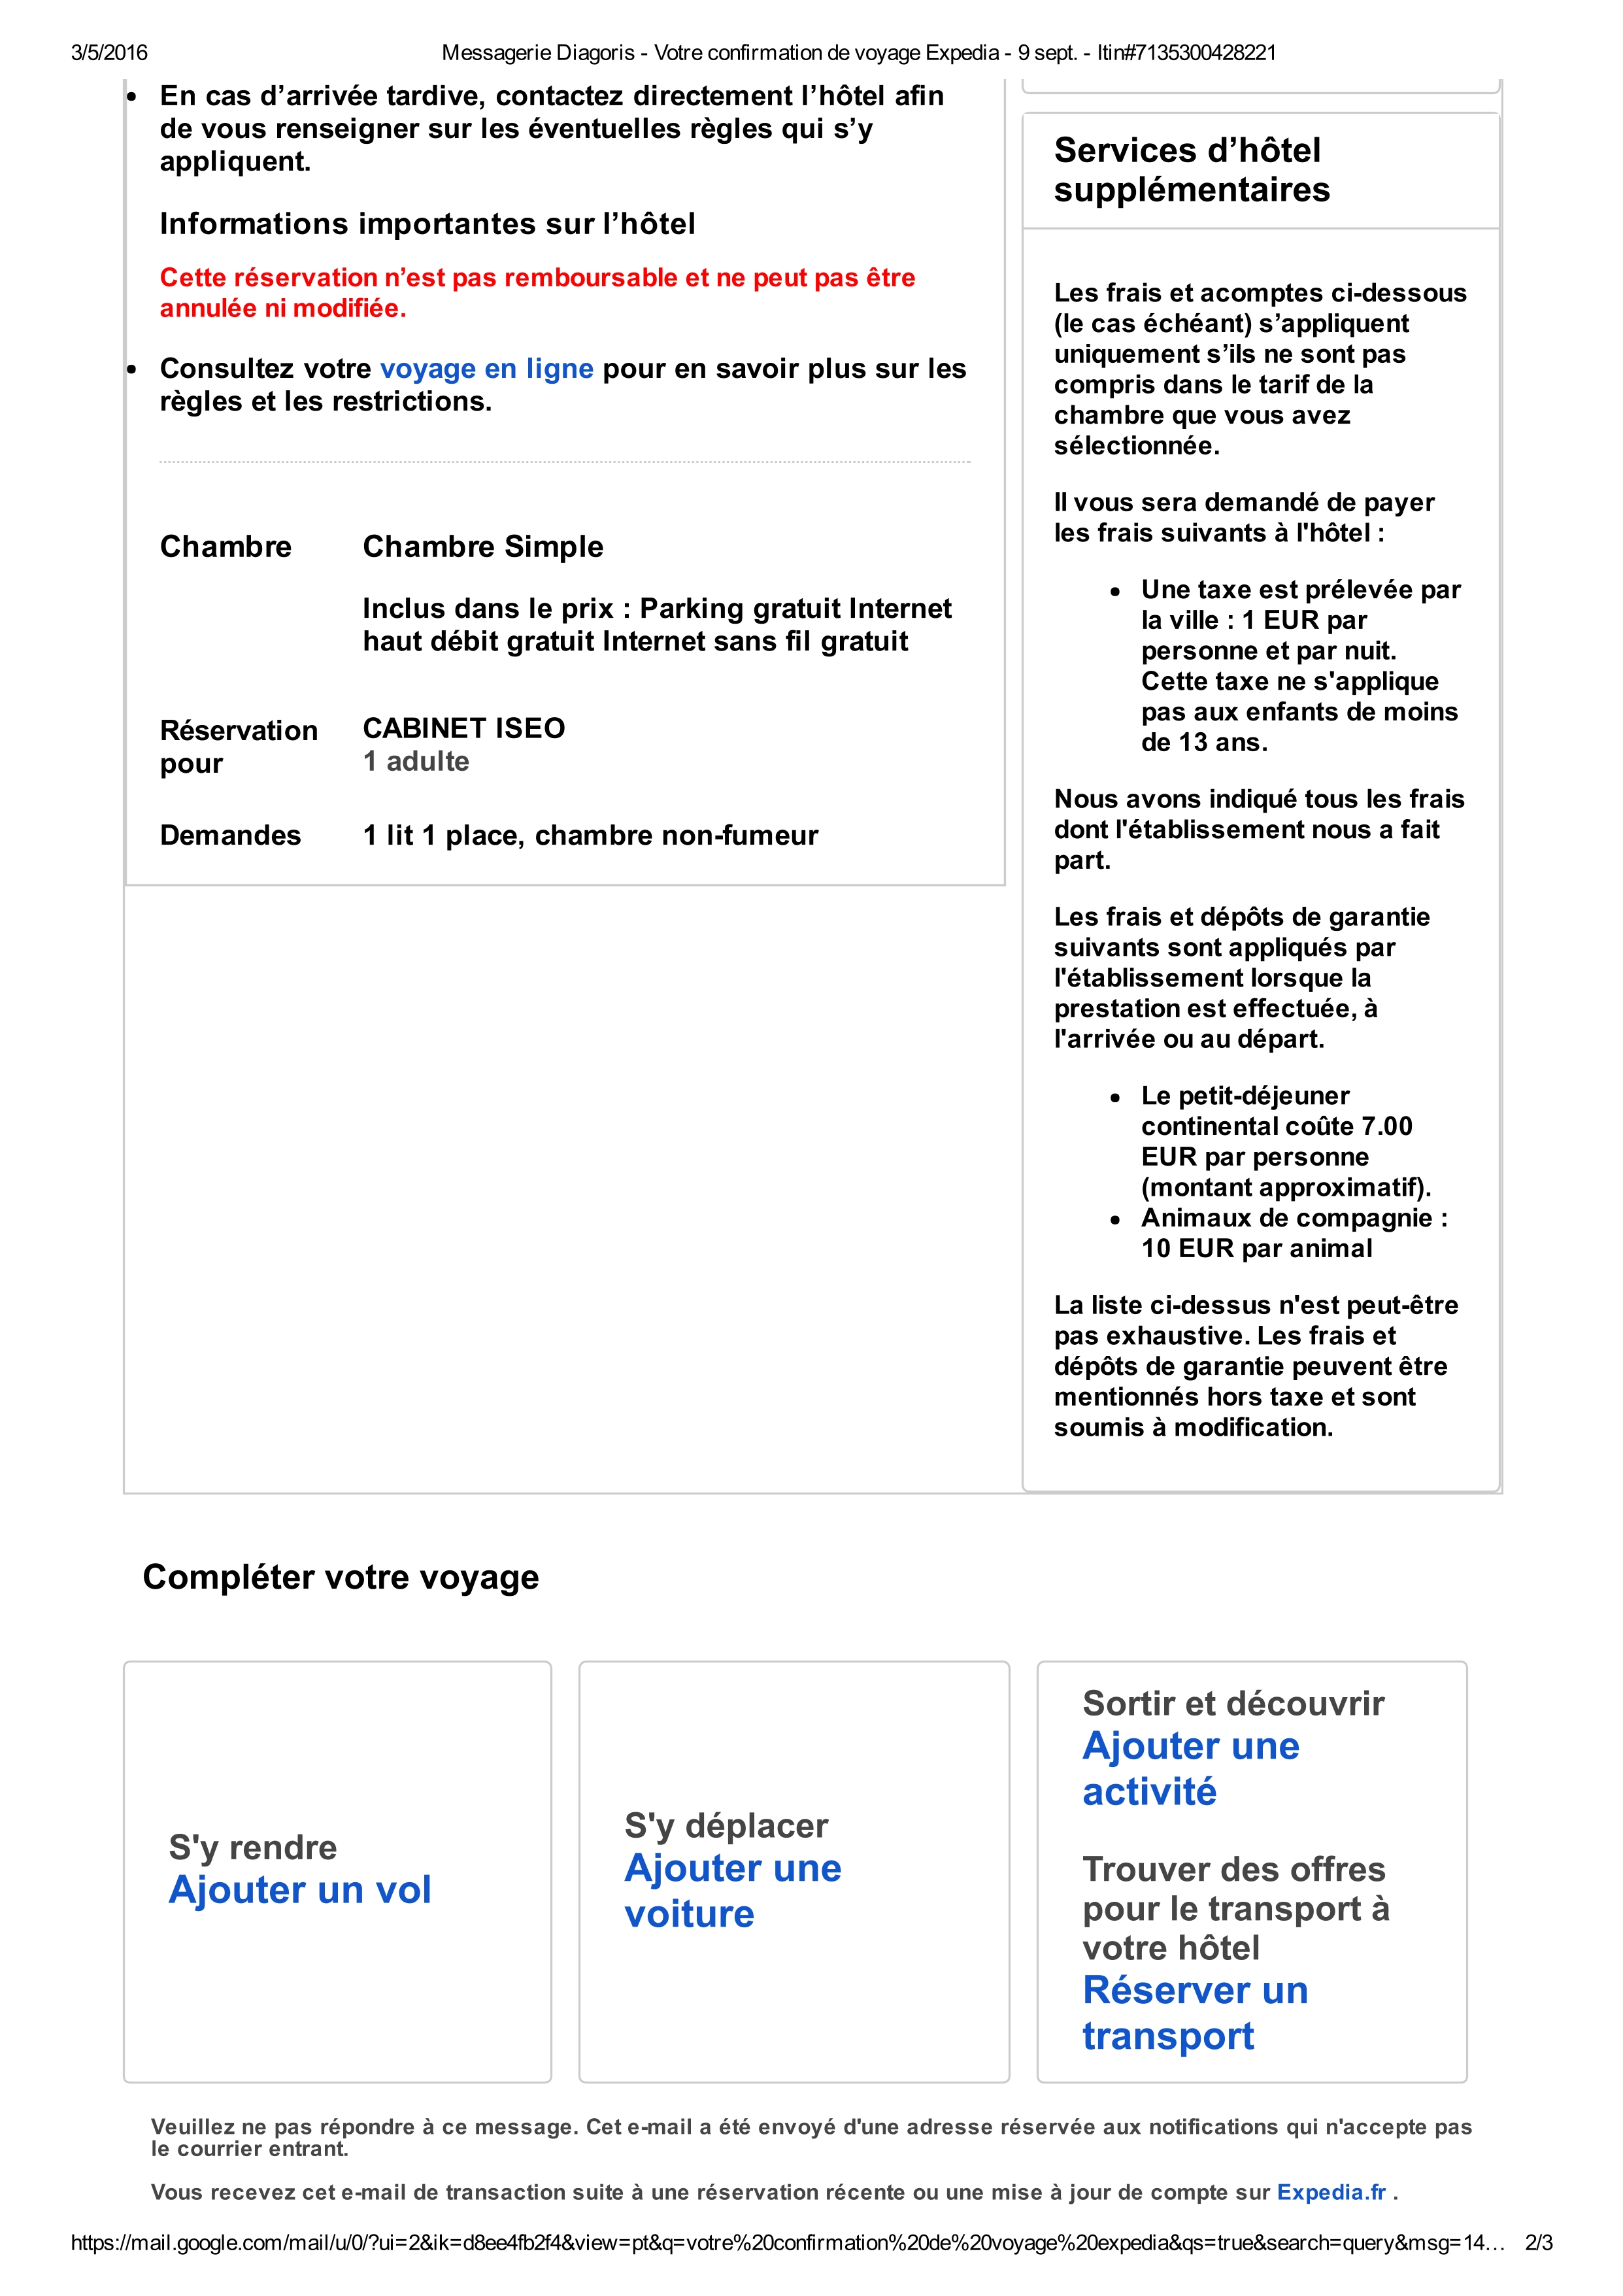 3/5/2016
Messagerie Diagoris - Votre confirmation de voyage Expedia - 9 sept. - Itin#7135300428221
• En cas d’arrivée tardive, contactez directement l’hôtel afin
de vous renseigner sur les éventuelles règles qui s’y
appliquent.
Informations importantes sur l’hôtel
Cette réservation n’est pas remboursable et ne peut pas être
annulée ni modifiée.
• Consultez votre voyage en ligne pour en savoir plus sur les
règles et les restrictions.
Chambre Chambre Simple
Inclus dans le prix : Parking gratuit Internet
haut débit gratuit Internet sans fil gratuit
Réservation
pour
CABINET ISEO
1 adulte
Demandes 1 lit 1 place, chambre non-fumeur
Services d’hôtel
supplémentaires
Les frais et acomptes ci-dessous
(le cas échéant) s’appliquent
uniquement s’ils ne sont pas
compris dans le tarif de la
chambre que vous avez
sélectionnée.
Il vous sera demandé de payer
les frais suivants à l'hôtel :
• Une taxe est prélevée par
la ville : 1 EUR par
personne et par nuit.
Cette taxe ne s'applique
pas aux enfants de moins
de 13 ans.
Nous avons indiqué tous les frais
dont l'établissement nous a fait
part.
Les frais et dépôts de garantie
suivants sont appliqués par
l'établissement lorsque la
prestation est effectuée, à
l'arrivée ou au départ.
• Le petit-déjeuner
continental coûte 7.00
EUR par personne
(montant approximatif).
• Animaux de compagnie :
10 EUR par animal
La liste ci-dessus n'est peut-être
pas exhaustive. Les frais et
dépôts de garantie peuvent être
mentionnés hors taxe et sont
soumis à modification.
Compléter votre voyage
S'y rendre
Ajouter un vol
S'y déplacer
Ajouter une
voiture
Sortir et découvrir
Ajouter une
activité
Trouver des offres
pour le transport à
votre hôtel
Réserver un
transport
Veuillez ne pas répondre à ce message. Cet e-mail a été envoyé d'une adresse réservée aux notifications qui n'accepte pas
le courrier entrant.
Vous recevez cet e-mail de transaction suite à une réservation récente ou une mise à jour de compte sur Expedia.fr .
https://mail.google.com/mail/u/0/?ui=2&ik=d8ee4fb2f4&view=pt&q=votre%20confirmation%20de%20voyage%20expedia&qs=true&search=query&msg=14… 2/3